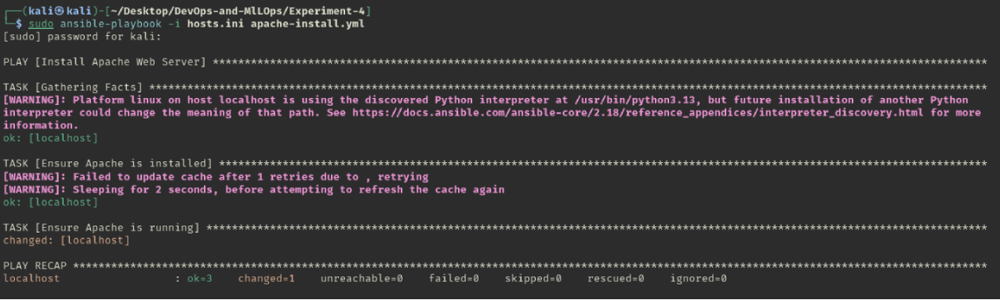 ┌──(kali㉿kali)-[~/Desktop/DevOps-and-MlLOps/Experiment-4]
└─$ sudo ansible-playbook -i hosts.ini apache-install.yml
[sudo] password for kali:
PLAY [Install Apache Web Server] ***************************************************************************************************************************
TASK [Gathering Facts] *************************************************************************************************************************************
[WARNING]: Platform linux on host localhost is using the discovered Python interpreter at /usr/bin/python3.13, but future installation of another Python
interpreter could change the meaning of that path. See https://docs.ansible.com/ansible-core/2.18/reference_appendices/interpreter_discovery.html for more
information.
ok: [localhost]
TASK [Ensure Apache is installed] **************************************************************************************************************************
[WARNING]: Failed to update cache after 1 retries due to , retrying
[WARNING]: Sleeping for 2 seconds, before attempting to refresh the cache again
ok: [localhost]
TASK [Ensure Apache is running] ****************************************************************************************************************************
changed: [localhost]
PLAY RECAP *************************************************************************************************************************************************
localhost                  : ok=3    changed=1    unreachable=0    failed=0    skipped=0    rescued=0    ignored=0